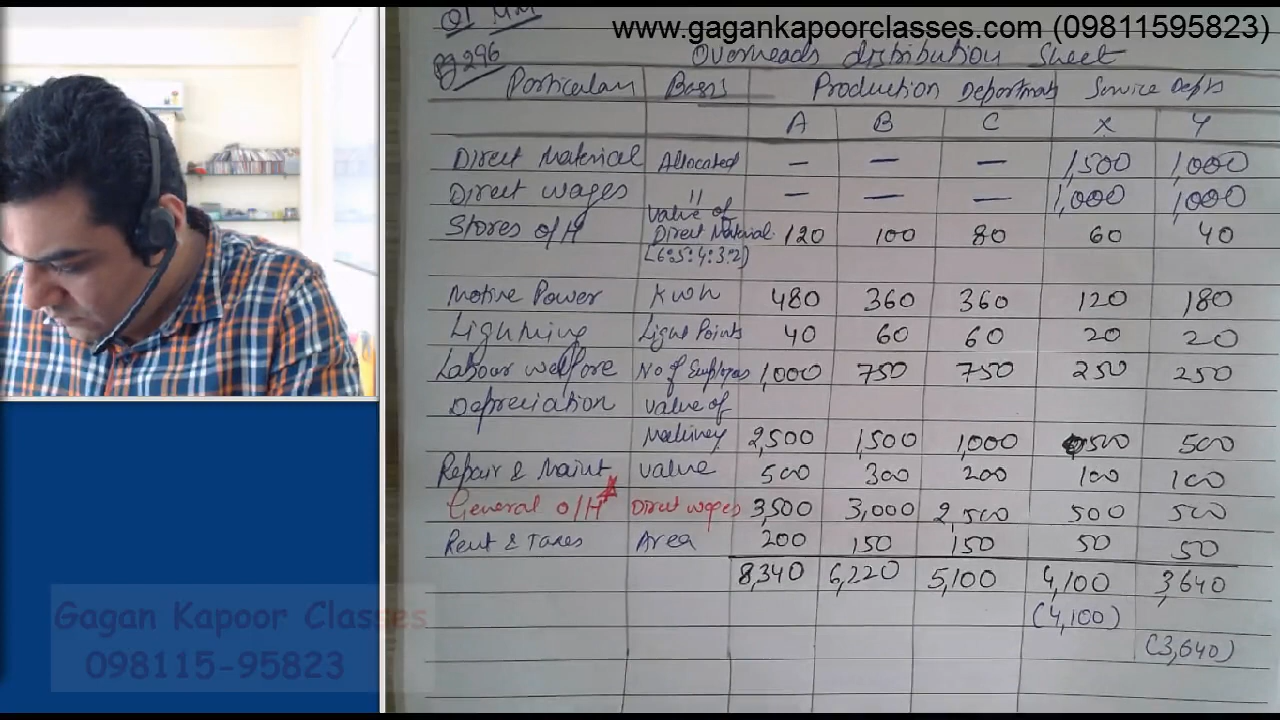 www.gagankapoorclasses.com (09811595823)
Q1 MM
Pg 296
Overheads distribution Sheet
Particulars Basis Production Departments Service Depts
A B C X Y
Direct Material Allocated — — — 1,500 1,000
Direct wages " — — — 1,000 1,000
Stores O/H value of Direct Material 120 100 80 60 40
(6:5:4:3:2)
Motive Power Kwh 480 360 360 120 180
Lighting Light Points 40 60 60 20 20
Labour welfare No of Employees 1,000 750 750 250 250
Depreciation value of
Machinery 2,500 1,500 1,000 500 500
Repair & Maint value 500 300 200 100 100
General O/H* Direct wages 3,500 3,000 2,500 500 500
Rent & Taxes Area 200 150 150 50 50
8,340 6,220 5,100 4,100 3,640
(4,100)
(3,640)
Gagan Kapoor Classes
098115-95823